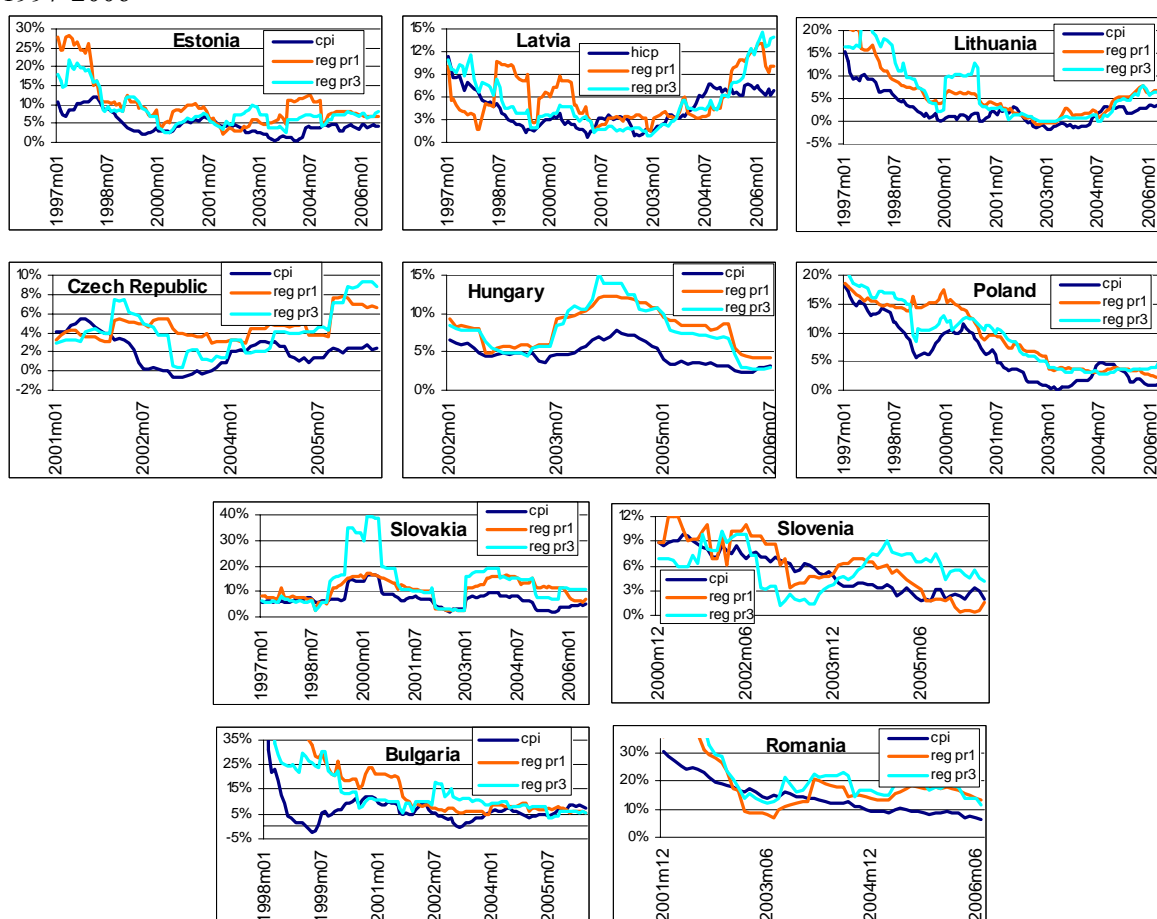 1997-2006
Estonia
cpi
reg pr1
reg pr3
30%
25%
20%
15%
10%
5%
0%
1997m01
1998m07
2000m01
2001m07
2003m01
2004m07
2006m01
Latvia
hicp
reg pr1
reg pr3
15%
12%
9%
6%
3%
0%
1997m01
1998m07
2000m01
2001m07
2003m01
2004m07
2006m01
Lithuania
cpi
reg pr1
reg pr3
20%
15%
10%
5%
0%
-5%
1997m01
1998m07
2000m01
2001m07
2003m01
2004m07
2006m01
Czech Republic
cpi
reg pr1
reg pr3
10%
8%
6%
4%
2%
0%
-2%
2001m01
2002m07
2004m01
2005m07
Hungary
cpi
reg pr1
reg pr3
15%
10%
5%
0%
2002m01
2003m07
2005m01
2006m07
Poland
cpi
reg pr1
reg pr3
20%
15%
10%
5%
0%
1997m01
1998m07
2000m01
2001m07
2003m01
2004m07
2006m01
Slovakia
cpi
reg pr1
reg pr3
40%
30%
20%
10%
0%
1997m01
1998m07
2000m01
2001m07
2003m01
2004m07
2006m01
Slovenia
cpi
reg pr1
reg pr3
12%
9%
6%
3%
0%
2000m12
2002m06
2003m12
2005m06
Bulgaria
cpi
reg pr1
reg pr3
35%
25%
15%
5%
-5%
1998m01
1999m07
2001m01
2002m07
2004m01
2005m07
Romania
cpi
reg pr1
reg pr3
30%
20%
10%
0%
2001m12
2003m06
2004m12
2006m06